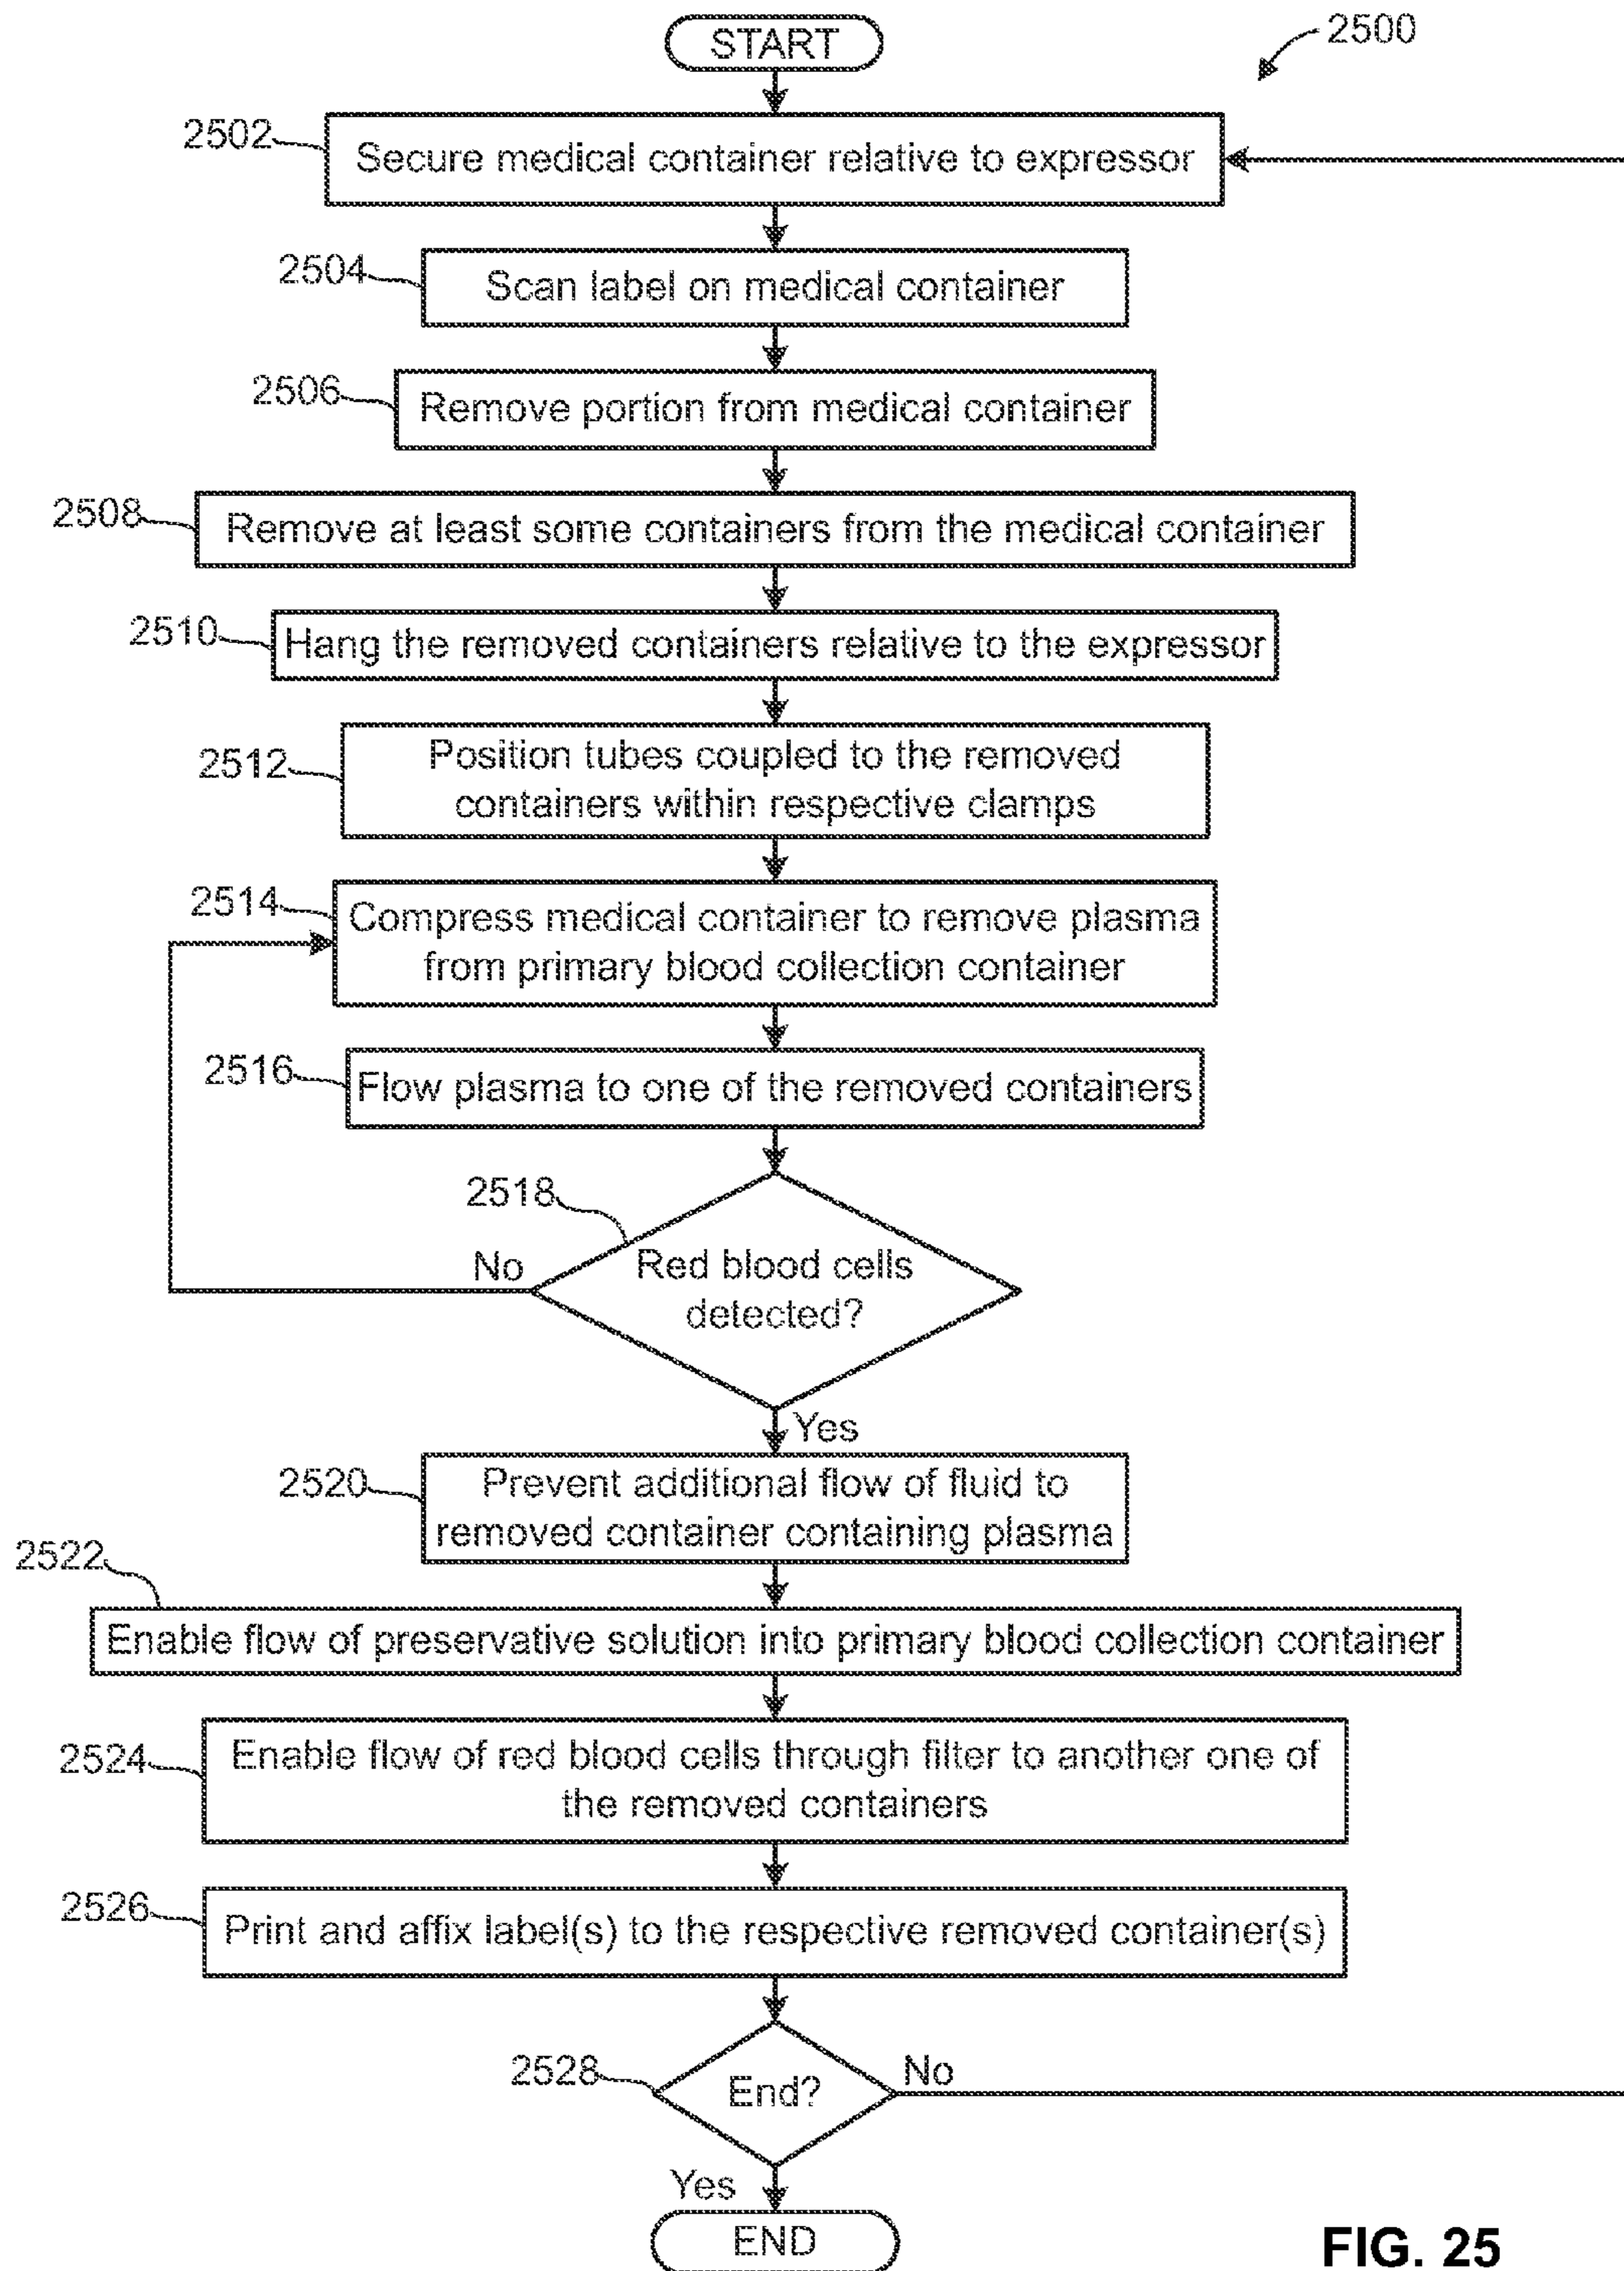 START
2500
2502
Secure medical container relative to expressor
2504
Scan label on medical container
2506
Remove portion from medical container
2508
Remove at least some containers from the medical container
2510
Hang the removed containers relative to the expressor
2512
Position tubes coupled to the removed
containers within respective clamps
2514
Compress medical container to remove plasma
from primary blood collection container
2516
Flow plasma to one of the removed containers
2518
Red blood cells
detected?
No
Yes
2520
Prevent additional flow of fluid to
removed container containing plasma
2522
Enable flow of preservative solution into primary blood collection container
2524
Enable flow of red blood cells through filter to another one of
the removed containers
2526
Print and affix label(s) to the respective removed container(s)
2528
End?
No
Yes
END
FIG. 25